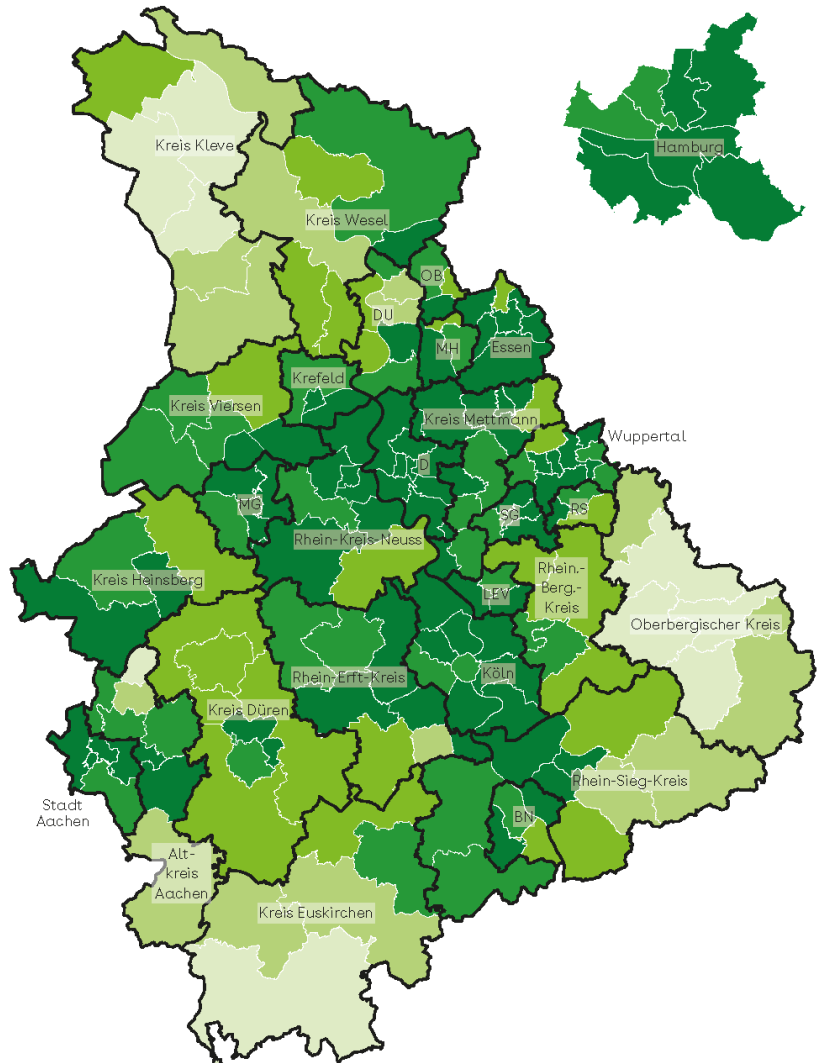 Kreis Kleve
Hamburg
Kreis Wesel
OB
DU
MH
Essen
Krefeld
Kreis Viersen
Kreis Mettmann
Wuppertal
D
MG
SG
RS
Rhein-Kreis-Neuss
Kreis Heinsberg
LEV
Rhein.-
Berg.-
Kreis
Oberbergischer Kreis
Rhein-Erft-Kreis
Köln
Kreis Düren
Rhein-Sieg-Kreis
Stadt
Aachen
BN
Alt-
kreis
Aachen
Kreis Euskirchen